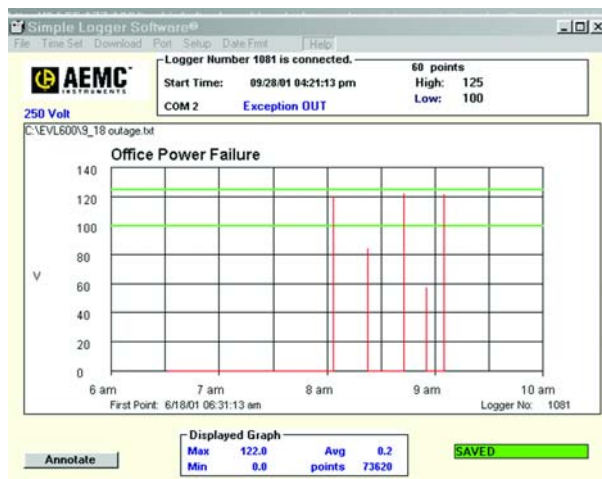 Simple Logger Software®
File Time Set Download Port Setup Date Fmt Help
AEMC
INSTRUMENTS
250 Volt
Logger Number 1081 is connected.
Start Time: 09/28/01 04:21:13 pm
COM 2 Exception OUT
60 points
High: 125
Low: 100
C:\EVL600\9_18 outage.txt
Office Power Failure
140
120
100
80
60
40
20
0
V
6 am 7 am 8 am 9 am 10 am
First Point: 6/18/01 06:31:13 am Logger No: 1081
Annotate
Displayed Graph
Max 122.0 Avg 0.2
Min 0.0 points 73620
SAVED